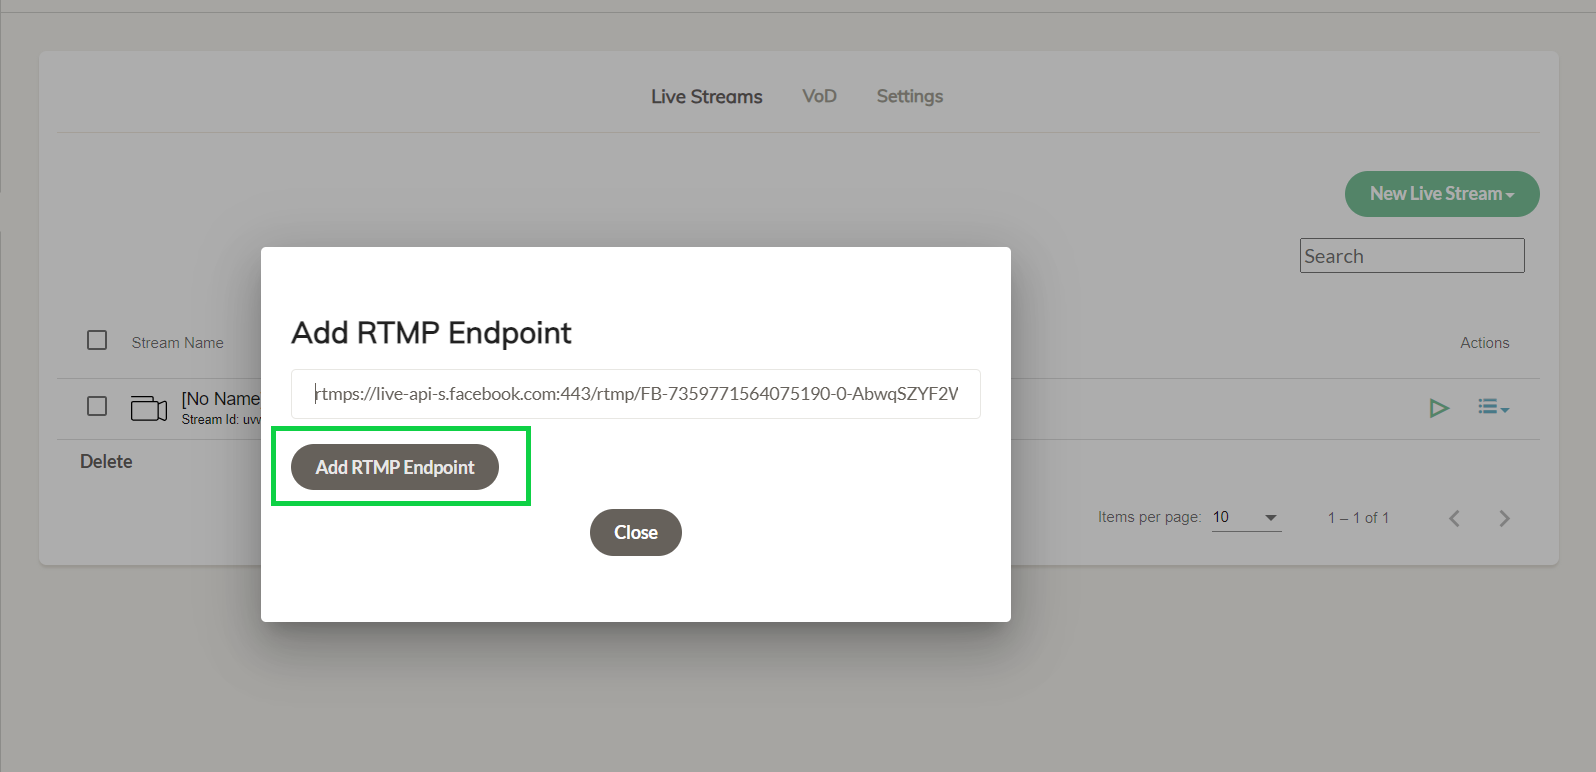 Live Streams VoD Settings
New Live Stream
Search
Add RTMP Endpoint
Stream Name
Actions
rtmps://live-api-s.facebook.com:443/rtmp/FB-7359771564075190-0-AbwqSZYF2V
[No Name
Stream Id: uvv
Add RTMP Endpoint
Delete
Items per page: 10 1 – 1 of 1
Close